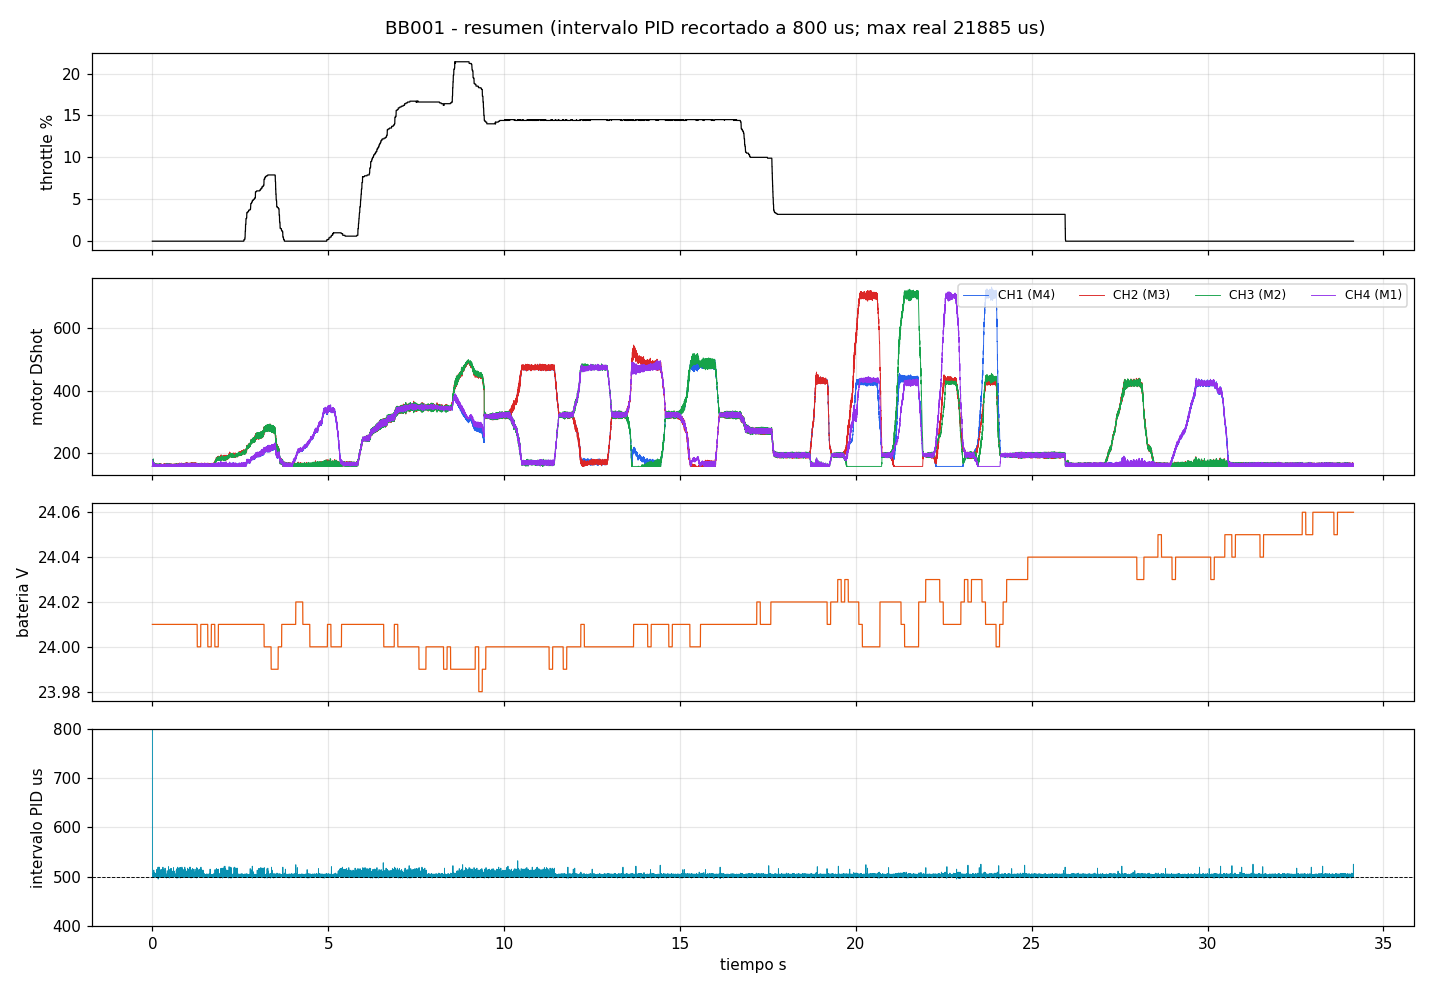 BB001 - resumen (intervalo PID recortado a 800 us; max real 21885 us)
throttle %
20
15
10
5
0
motor DShot
600
400
200
CH1 (M4) CH2 (M3) CH3 (M2) CH4 (M1)
bateria V
24.06
24.04
24.02
24.00
23.98
intervalo PID us
800
700
600
500
400
0 5 10 15 20 25 30 35
tiempo s